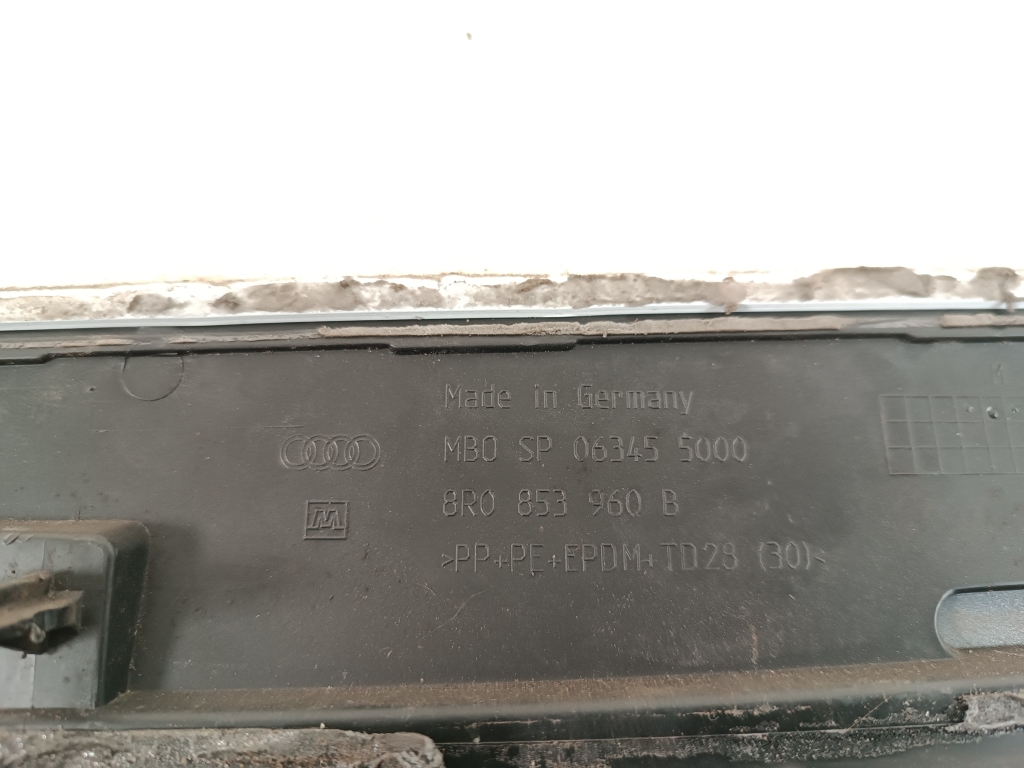 Made in Germany
MBO SP 06345 5000
8R0 853 960 B
>PP+PE+EPDM+TD28 (30)<
M